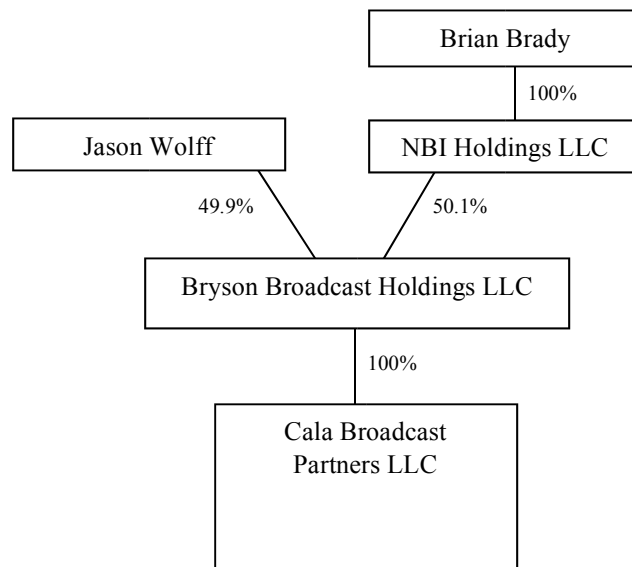 Brian Brady
100%
Jason Wolff
NBI Holdings LLC
49.9%
50.1%
Bryson Broadcast Holdings LLC
100%
Cala Broadcast
Partners LLC